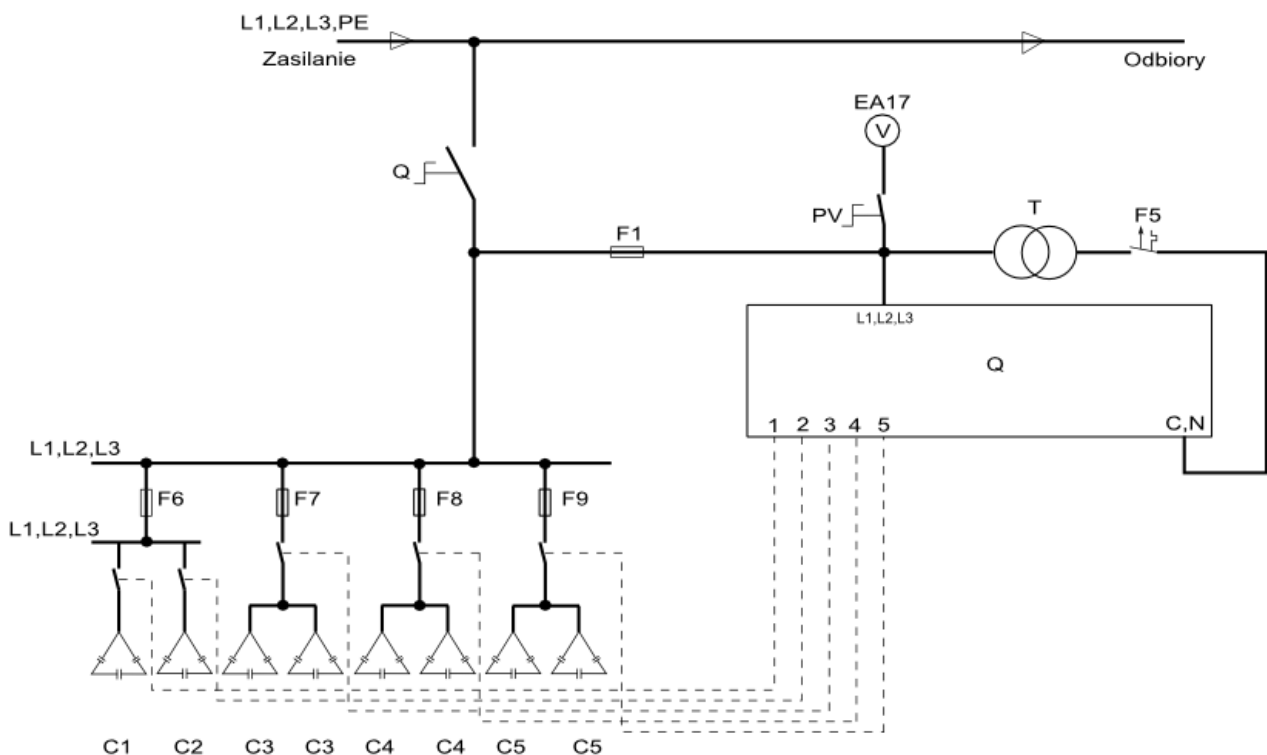 L1,L2,L3,PE
Zasilanie
Odbiory
EA17
V
Q
PV
T
F5
F1
L1,L2,L3
Q
1 2 3 4 5
C,N
L1,L2,L3
F6 F7 F8 F9
L1,L2,L3
C1 C2 C3 C3 C4 C4 C5 C5